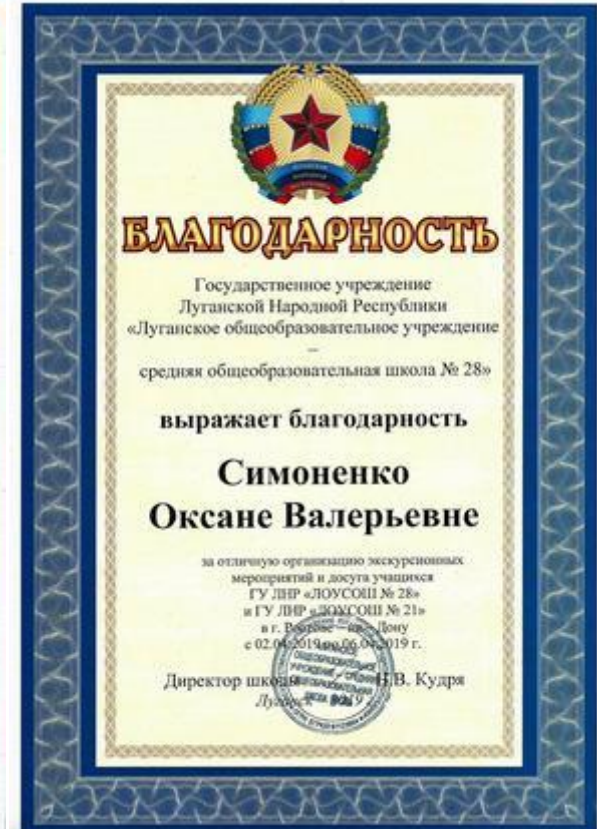 БЛАГОДАРНОСТЬ
Государственное учреждение
Луганской Народной Республики
«Луганское общеобразовательное учреждение
–
средняя общеобразовательная школа № 28»
выражает благодарность
Симоненко
Оксане Валерьевне
за отличную организацию экскурсионных
мероприятий и досуга учащихся
ГУ ЛНР «ЛОУСОШ № 28»
и ГУ ЛНР «ЛОУСОШ № 21»
в г. Ростове – на – Дону
с 02.04.2019 по 06.04.2019 г.
Директор школы Н.В. Кудря
Луганск 2019